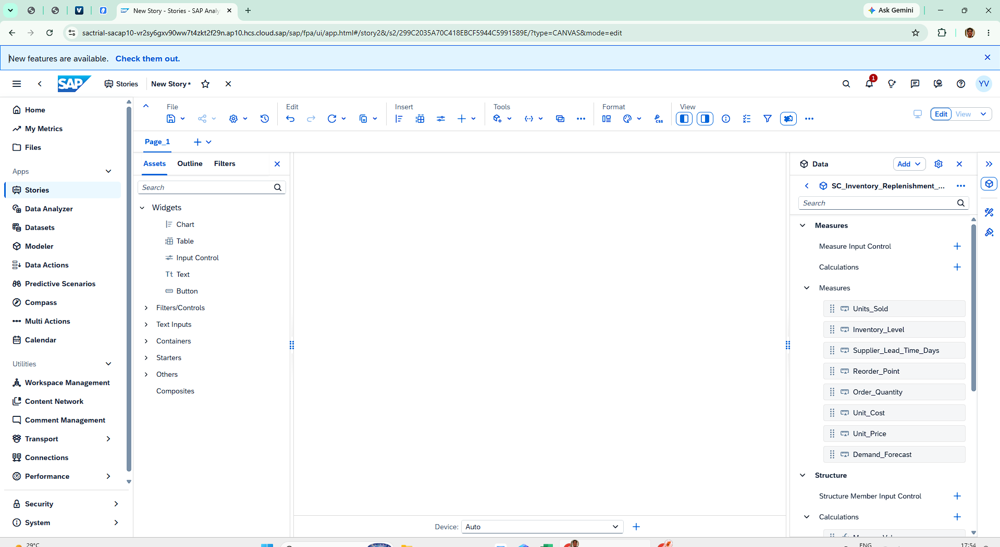 New Story - Stories - SAP Analy
Ask Gemini
sactrial-sacap10-vr2sy6gxv90ww7t4zkt2f29n.ap10.hcs.cloud.sap/sap/fpa/ui/app.html#/story2&/s2/299C2035A70C418EBCF5944C5991589E/?type=CANVAS&mode=edit
New features are available. Check them out.
SAP Stories New Story* 1 YV
Home
My Metrics
Files
Apps
Stories
Data Analyzer
Datasets
Modeler
Data Actions
Predictive Scenarios
Compass
Multi Actions
Calendar
Utilities
Workspace Management
Content Network
Comment Management
Transport
Connections
Performance
Security
System
File Edit Insert Tools Format View
css
Edit View
Page_1
Assets Outline Filters
Search
Widgets
Chart
Table
Input Control
Tt Text
Button
Filters/Controls
Text Inputs
Containers
Starters
Others
Composites
Device: Auto
Data Add
SC_Inventory_Replenishment_...
Search
Measures
Measure Input Control
Calculations
Measures
Units_Sold
Inventory_Level
Supplier_Lead_Time_Days
Reorder_Point
Order_Quantity
Unit_Cost
Unit_Price
Demand_Forecast
Structure
Structure Member Input Control
Calculations
29°C
ENG
17:54